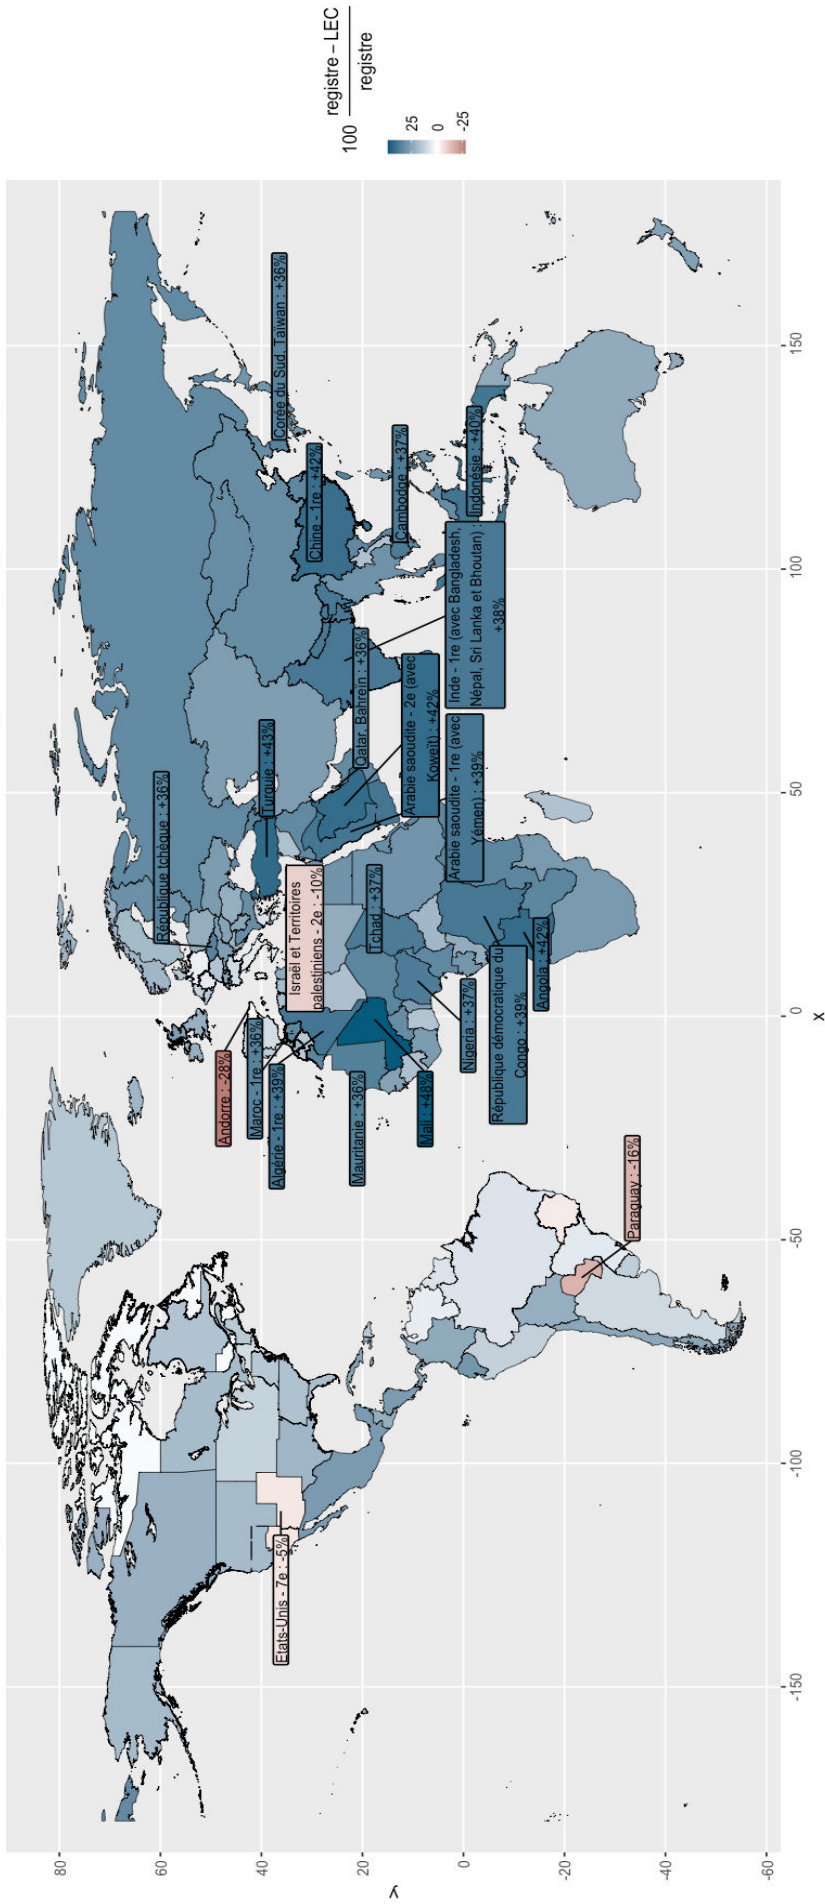 République tchèque : +36%
Corée du Sud, Taïwan : +36%
Turquie : +43%
Chine - 1re : +42%
Andorre : -28%
Maroc - 1re : +36%
Algérie - 1re : +39%
Israël et Territoires
palestiniens - 2e : -10%
Etats-Unis - 7e : -5%
Qatar, Bahrein : +36%
Mauritanie : +36%
Tchad : +37%
Arabie saoudite - 2e (avec
Koweït) : +42%
Cambodge : +37%
Mali : +48%
Nigeria : +37%
Arabie saoudite - 1re (avec
Yémen) : +39%
Inde - 1re (avec Bangladesh,
Népal, Sri Lanka et Bhoutan) :
+38%
Indonésie : +40%
République démocratique du
Congo : +39%
Angola : +42%
Paraguay : -16%
80
60
40
20
0
-20
-40
-60
y
-150
-100
-50
0
50
100
150
x
100
registre – LEC
registre
25
0
-25